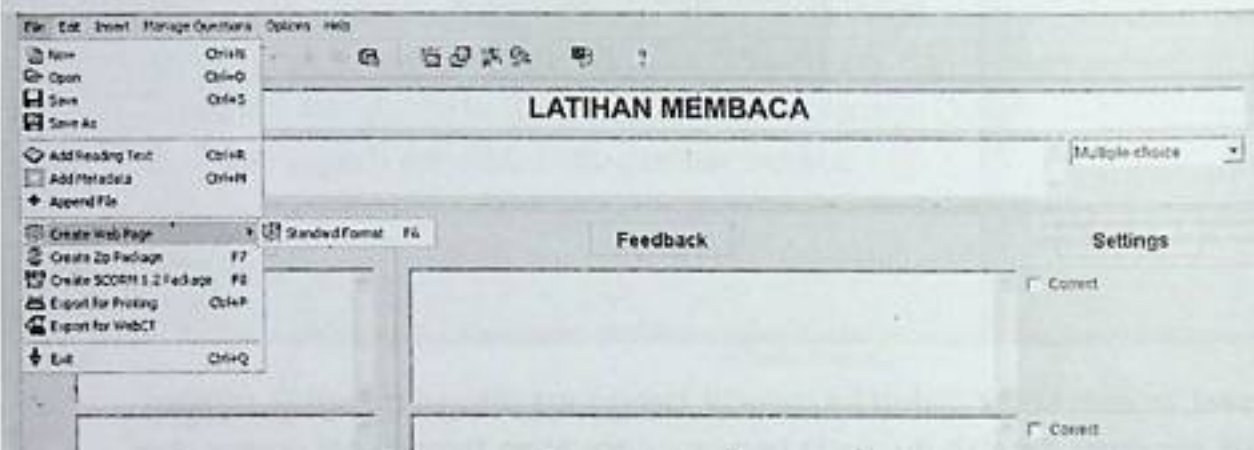 File Edit Insert Manage Questions Options Help
New Ctrl+N
Open Ctrl+O
Save Ctrl+S
Save As
LATIHAN MEMBACA
Add Reading Text Ctrl+R
Add Metadata Ctrl+M
Append File
Multiple-choice
Create Web Page
Standard Format F6
Create Zip Package F7
Create SCORM 1.2 Package F8
Export for Printing Ctrl+P
Export for WebCT
Exit Ctrl+Q
Feedback
Settings
Correct
Correct